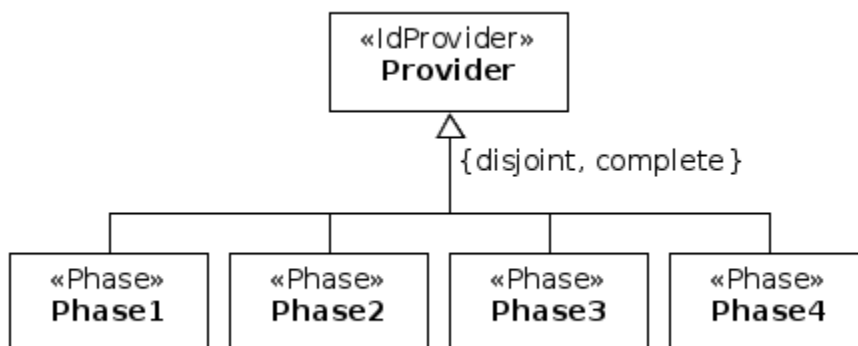 «IdProvider»
Provider
{disjoint, complete}
«Phase»
Phase1
«Phase»
Phase2
«Phase»
Phase3
«Phase»
Phase4